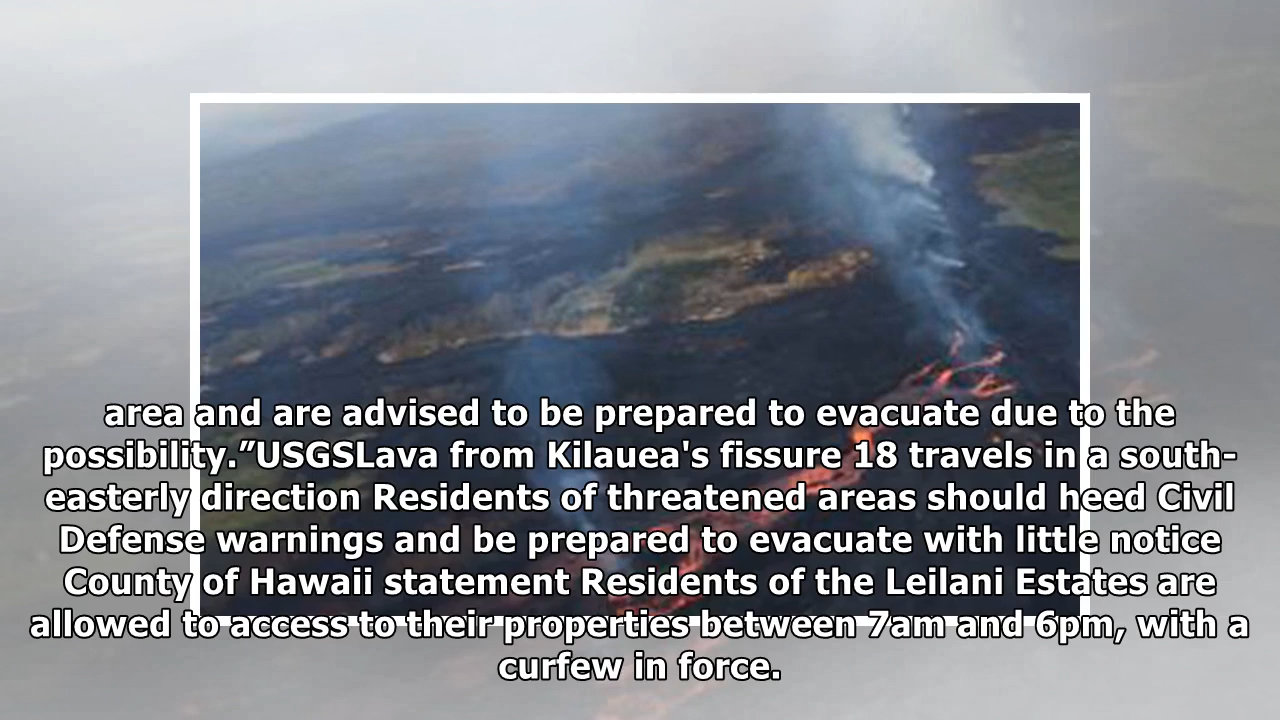 area and are advised to be prepared to evacuate due to the
possibility.”USGSLava from Kilauea's fissure 18 travels in a south-
easterly direction Residents of threatened areas should heed Civil
Defense warnings and be prepared to evacuate with little notice
County of Hawaii statement Residents of the Leilani Estates are
allowed to access to their properties between 7am and 6pm, with a
curfew in force.